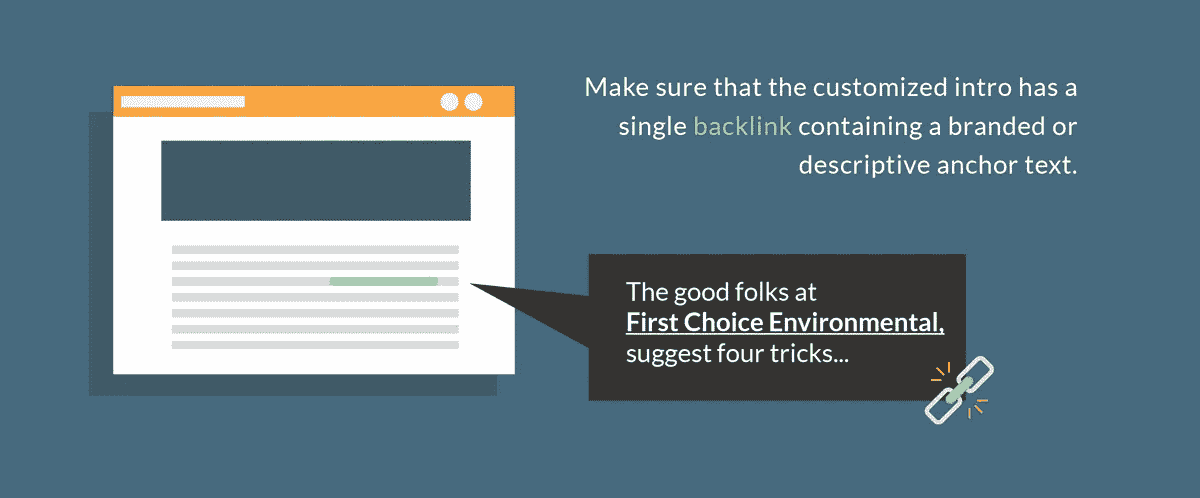 Make sure that the customized intro has a
single backlink containing a branded or
descriptive anchor text.
The good folks at
First Choice Environmental,
suggest four tricks...